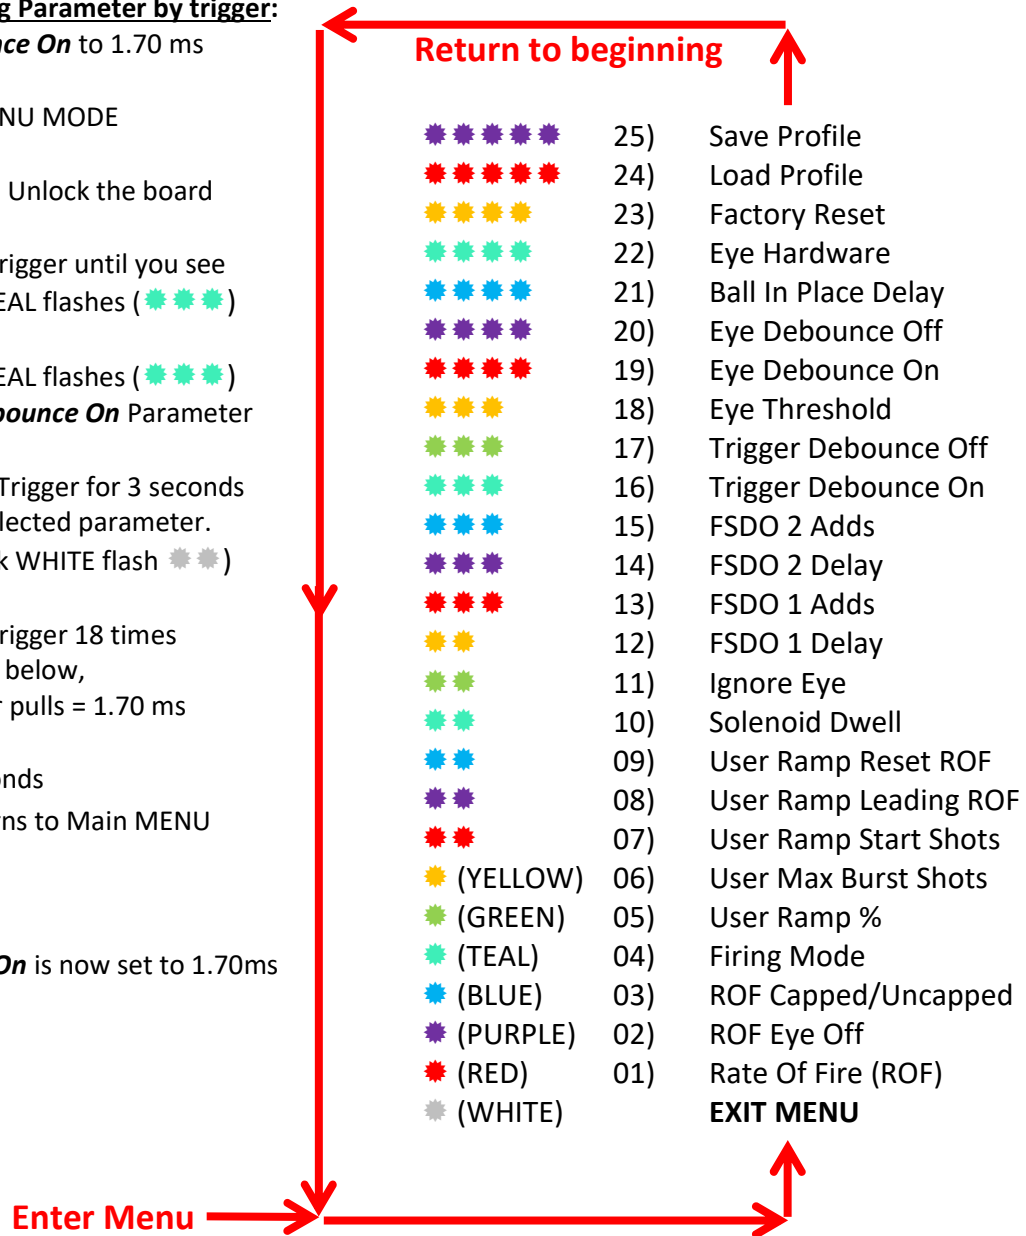 g Parameter by trigger:
nce On to 1.70 ms
NU MODE
Unlock the board
rigger until you see
EAL flashes ( )
EAL flashes ( )
bounce On Parameter
Trigger for 3 seconds
lected parameter.
k WHITE flash )
rigger 18 times
below,
r pulls = 1.70 ms
onds
rns to Main MENU
On is now set to 1.70ms
Return to beginning
25) Save Profile
24) Load Profile
23) Factory Reset
22) Eye Hardware
21) Ball In Place Delay
20) Eye Debounce Off
19) Eye Debounce On
18) Eye Threshold
17) Trigger Debounce Off
16) Trigger Debounce On
15) FSDO 2 Adds
14) FSDO 2 Delay
13) FSDO 1 Adds
12) FSDO 1 Delay
11) Ignore Eye
10) Solenoid Dwell
09) User Ramp Reset ROF
08) User Ramp Leading ROF
07) User Ramp Start Shots
(YELLOW) 06) User Max Burst Shots
(GREEN) 05) User Ramp %
(TEAL) 04) Firing Mode
(BLUE) 03) ROF Capped/Uncapped
(PURPLE) 02) ROF Eye Off
(RED) 01) Rate Of Fire (ROF)
(WHITE) EXIT MENU
Enter Menu